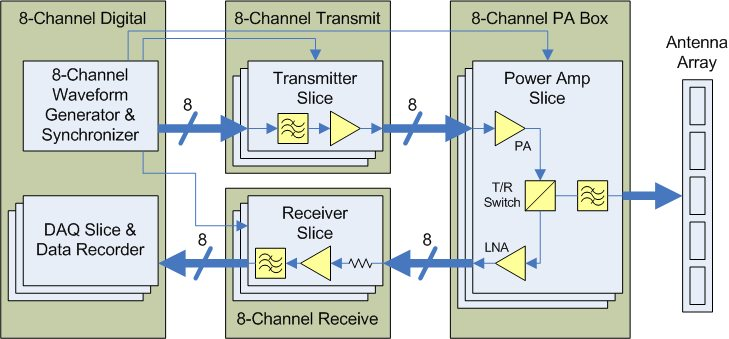 8-Channel Digital
8-Channel
Waveform
Generator &
Synchronizer
8
DAQ Slice &
Data Recorder
8
8-Channel Transmit
Transmitter
Slice
8
Receiver
Slice
8
8-Channel Receive
8-Channel PA Box
Power Amp
Slice
PA
T/R
Switch
LNA
Antenna
Array